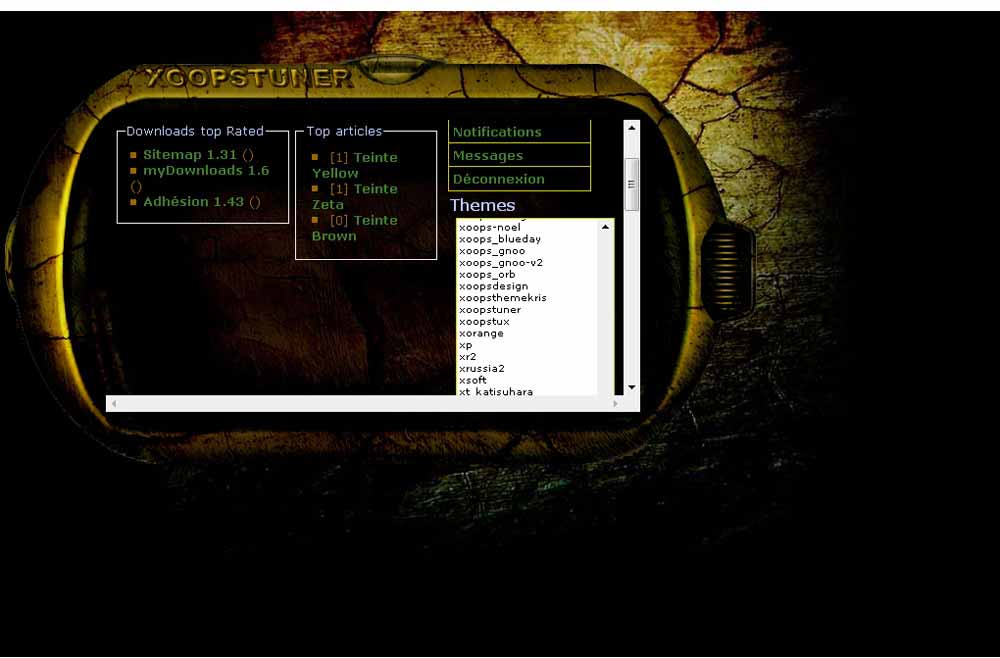 XOOPSTUNER
Downloads top Rated
Sitemap 1.31 ()
myDownloads 1.6
()
Adhésion 1.43 ()
Top articles
[1] Teinte
Yellow
[1] Teinte
Zeta
[0] Teinte
Brown
Notifications
Messages
Déconnexion
Themes
xoops-noel
xoops_blueday
xoops_gnoo
xoops_gnoo-v2
xoops_orb
xoopsdesign
xoopsthemekris
xoopstuner
xoopstux
xorange
xp
xr2
xrussia2
xsoft
xt_katisuhara